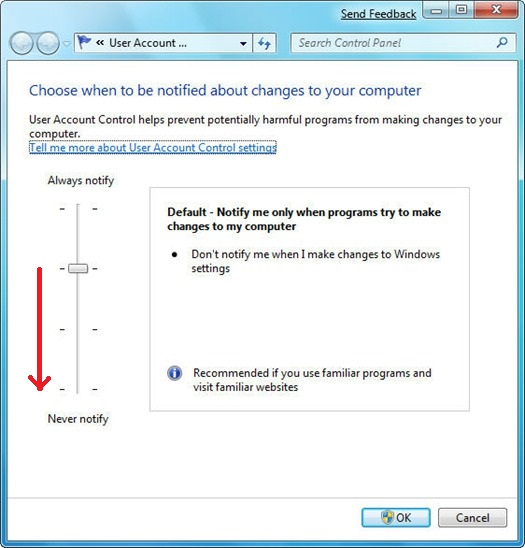 Send Feedback
« User Account ...
Search Control Panel
Choose when to be notified about changes to your computer
User Account Control helps prevent potentially harmful programs from making changes to your
computer.
Tell me more about User Account Control settings
Always notify
Default - Notify me only when programs try to make
changes to my computer
● Don't notify me when I make changes to Windows
settings
Recommended if you use familiar programs and
visit familiar websites
Never notify
OK
Cancel